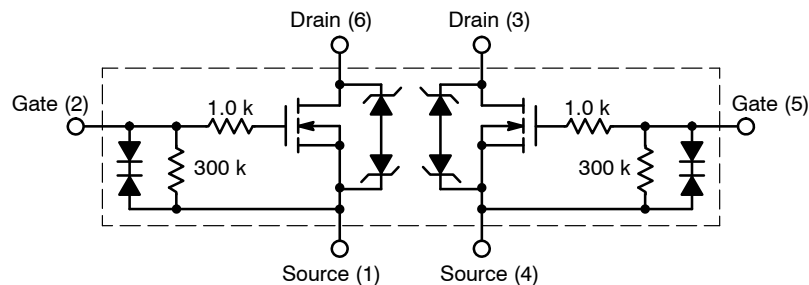 Drain (6)
Drain (3)
Gate (2)
1.0 k
1.0 k
Gate (5)
300 k
300 k
Source (1)
Source (4)